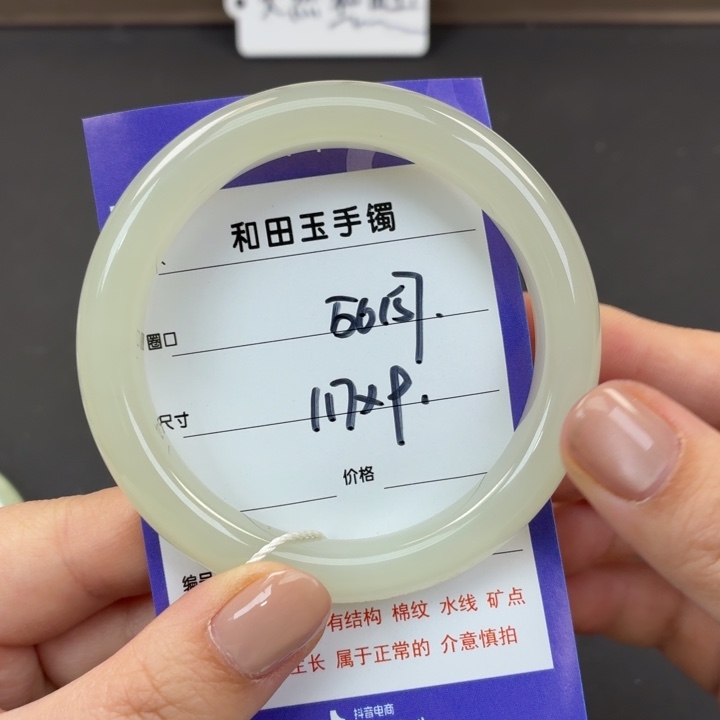 和田玉手镯
圈口 56圆.
尺寸 117×9.
价格
编号
有结构 棉纹 水线 矿点
生长 属于正常的 介意慎拍
抖音电商